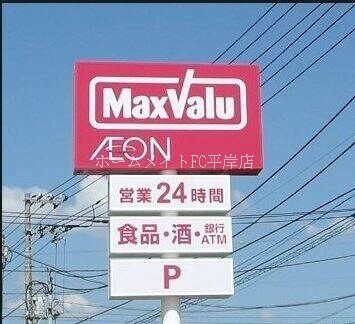 MaxValu
ÆON
ホームメイトFC平岸店
営業24時間
食品・酒・銀行ATM
P